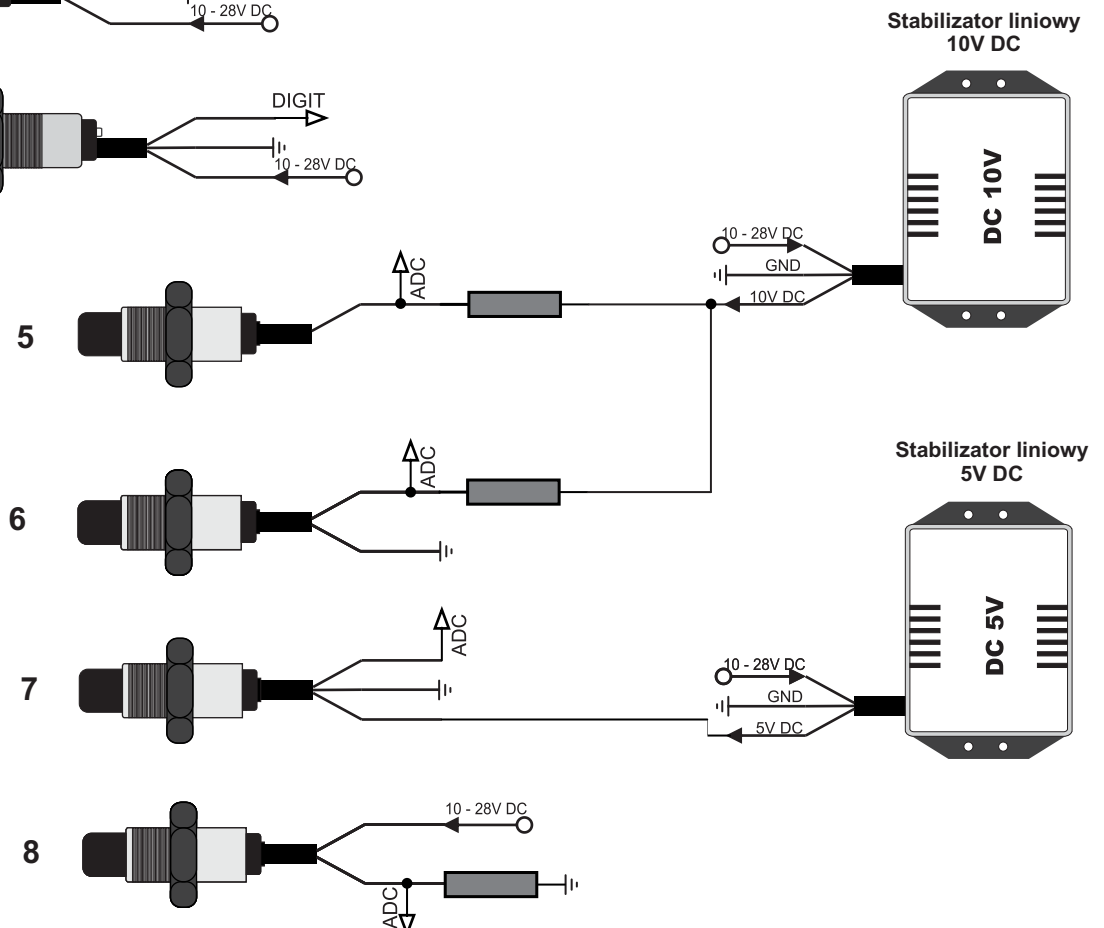 10 - 28V DC
Stabilizator liniowy
10V DC
DIGIT
10 - 28V DC
DC 10V
10 - 28V DC
GND
10V DC
ADC
5
Stabilizator liniowy
5V DC
ADC
6
DC 5V
ADC
10 - 28V DC
GND
5V DC
7
10 - 28V DC
8
ADC